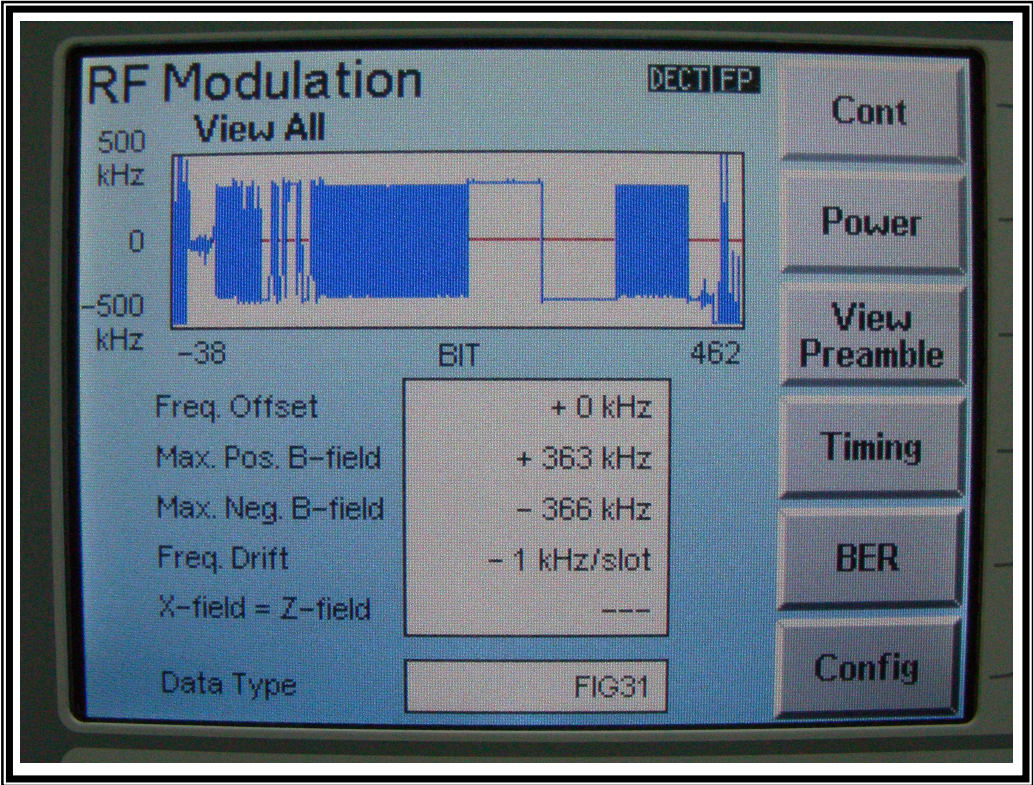 RF Modulation
DECT FP
View All
500
kHz
0
-500
kHz
-38 BIT 462
Freq. Offset + 0 kHz
Max. Pos. B-field + 363 kHz
Max. Neg. B-field - 366 kHz
Freq. Drift - 1 kHz/slot
X-field = Z-field ---
Data Type FIG31
Cont
Power
View
Preamble
Timing
BER
Config